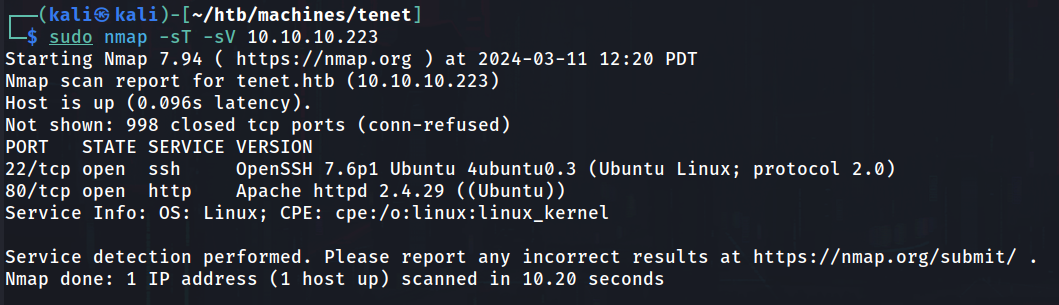 ┌──(kali㉿kali)-[~/htb/machines/tenet]
└─$ sudo nmap -sT -sV 10.10.10.223
Starting Nmap 7.94 ( https://nmap.org ) at 2024-03-11 12:20 PDT
Nmap scan report for tenet.htb (10.10.10.223)
Host is up (0.096s latency).
Not shown: 998 closed tcp ports (conn-refused)
PORT   STATE SERVICE VERSION
22/tcp open  ssh     OpenSSH 7.6p1 Ubuntu 4ubuntu0.3 (Ubuntu Linux; protocol 2.0)
80/tcp open  http    Apache httpd 2.4.29 ((Ubuntu))
Service Info: OS: Linux; CPE: cpe:/o:linux:linux_kernel

Service detection performed. Please report any incorrect results at https://nmap.org/submit/ .
Nmap done: 1 IP address (1 host up) scanned in 10.20 seconds